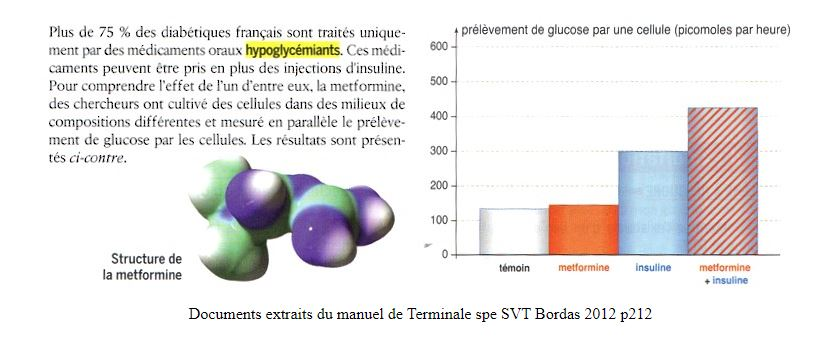 Plus de 75 % des diabétiques français sont traités unique-
ment par des médicaments oraux hypoglycémiants. Ces médi-
caments peuvent être pris en plus des injections d'insuline.
Pour comprendre l'effet de l'un d'entre eux, la metformine,
des chercheurs ont cultivé des cellules dans des milieux de
compositions différentes et mesuré en parallèle le prélève-
ment de glucose par les cellules. Les résultats sont présen-
tés ci-contre.
Structure de
la metformine
prélèvement de glucose par une cellule (picomoles par heure)
600
500
400
300
200
100
0
témoin metformine insuline metformine
+ insuline
Documents extraits du manuel de Terminale spe SVT Bordas 2012 p212